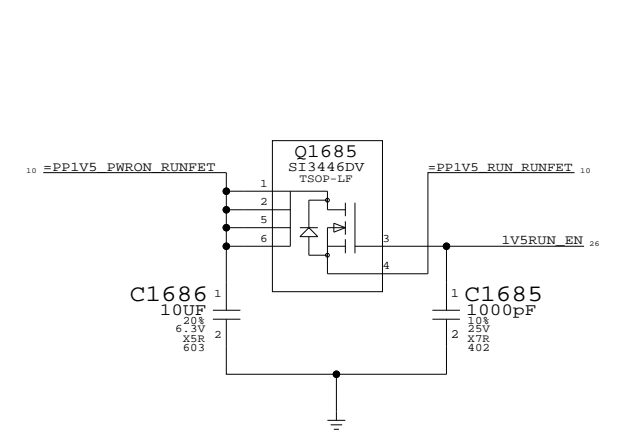 Q1685
SI3446DV
TSOP-LF
10 =PP1V5_PWRON_RUNFET
=PP1V5_RUN_RUNFET 10
1
2
5
6
3
4
1V5RUN_EN 26
C1686 1
10UF
20%
6.3V
X5R
603
2
1 C1685
1000pF
10%
25V
X7R
402
2